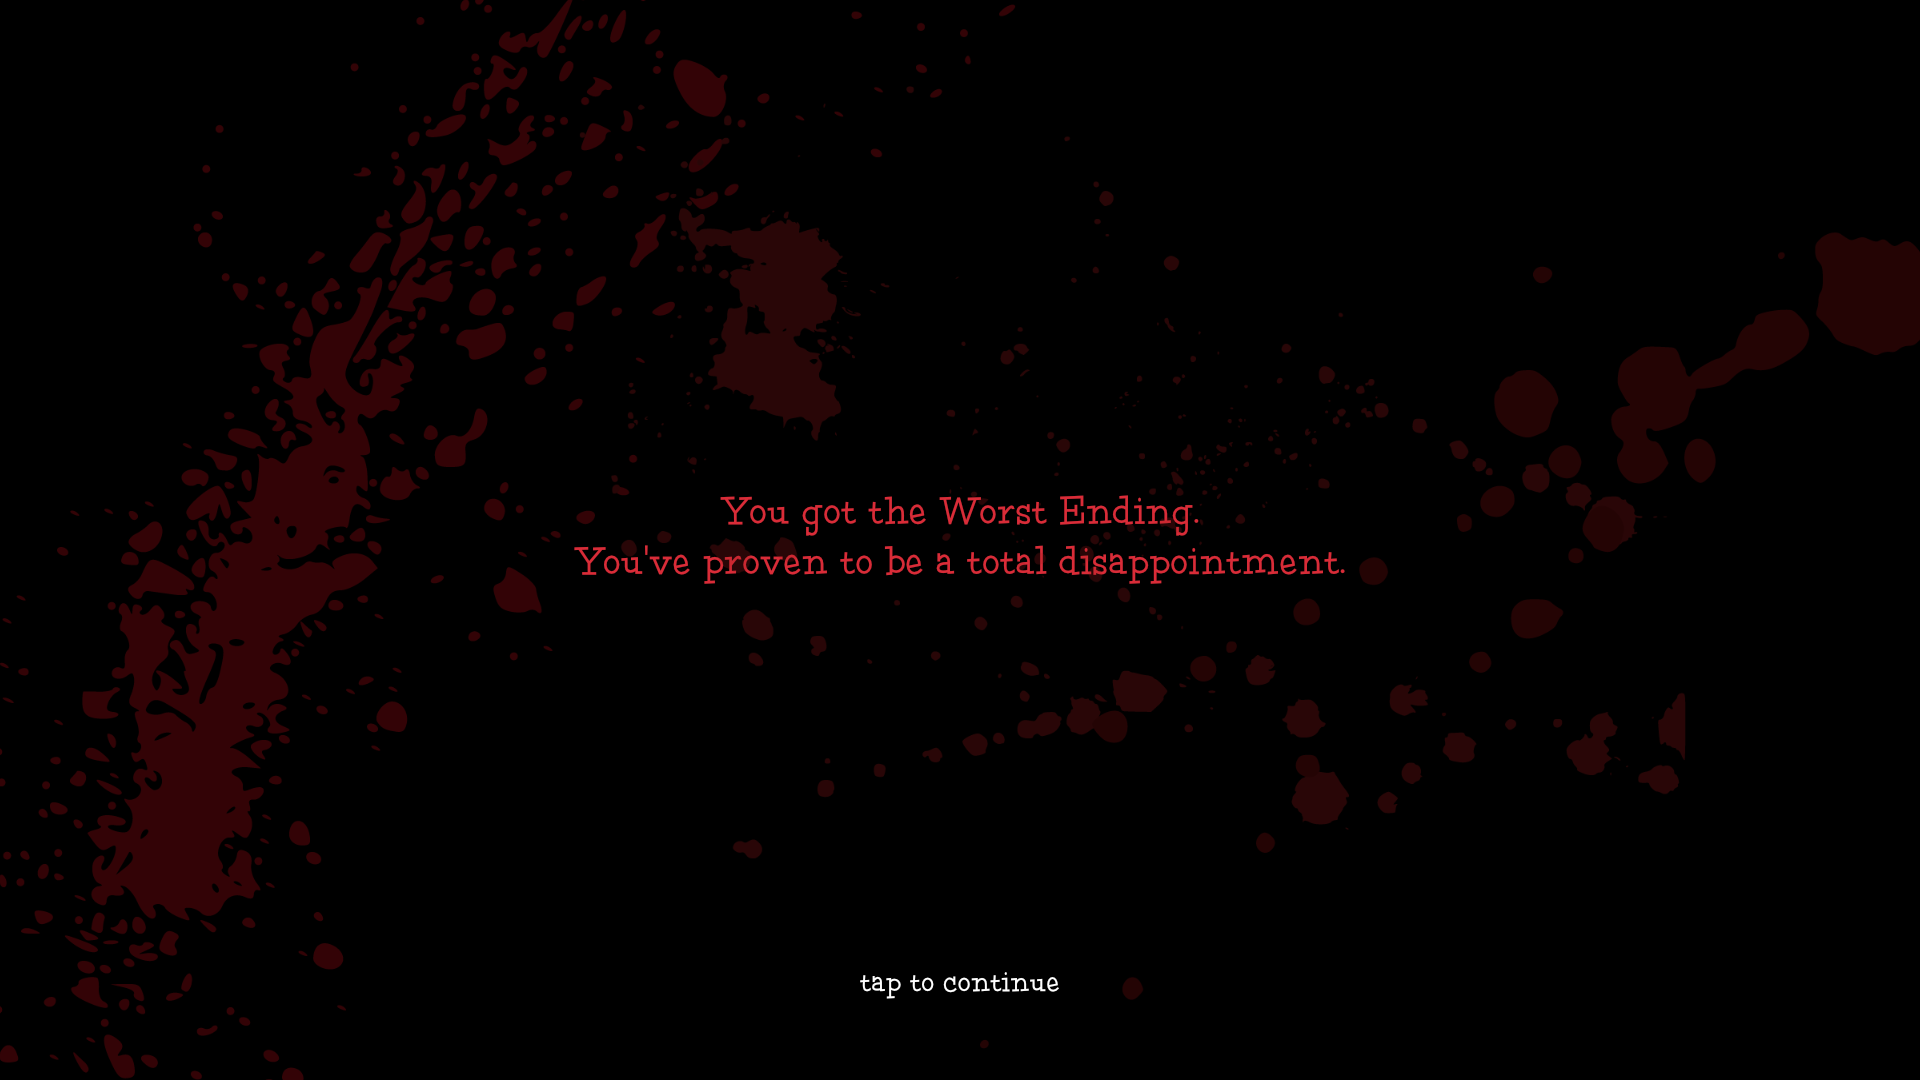 You got the Worst Ending.
You've proven to be a total disappointment.
tap to continue